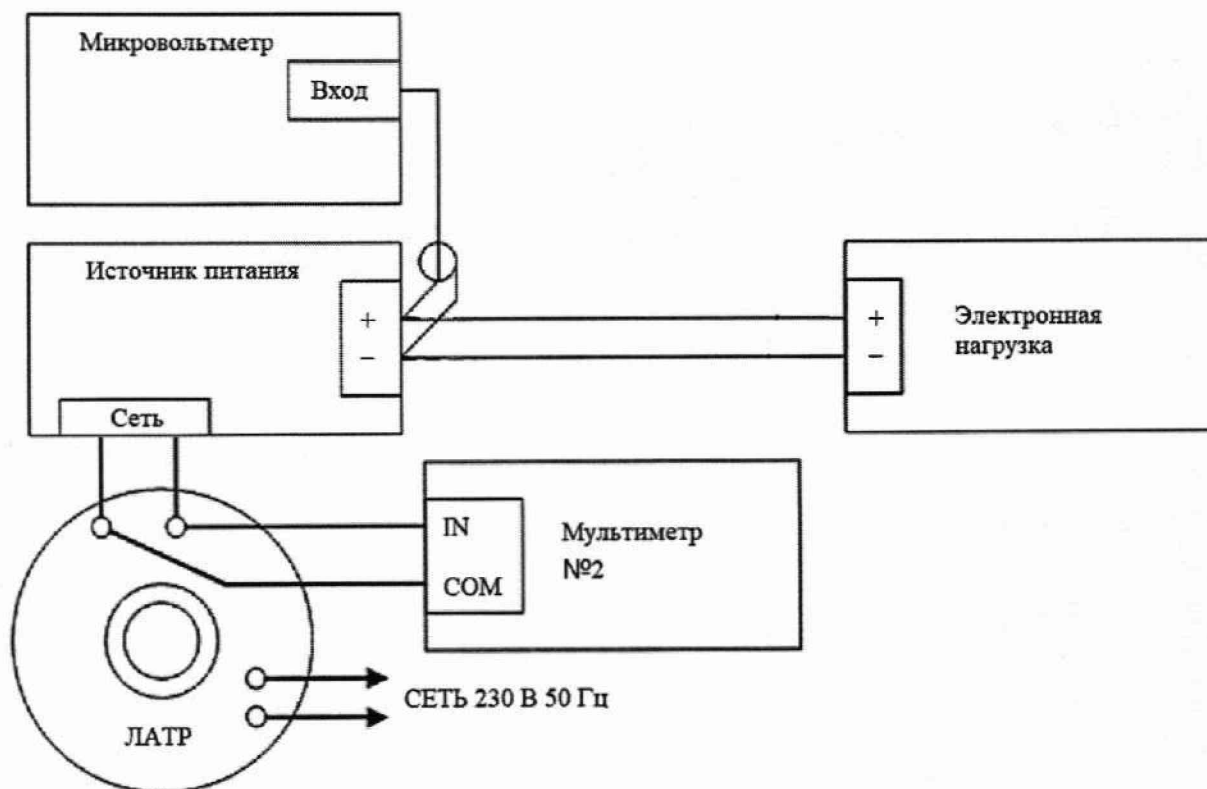 Микровольтметр
Вход
Источник питания
+
−
Сеть
+
−
Электронная
нагрузка
IN
COM
Мультиметр
№2
СЕТЬ 230 В 50 Гц
ЛАТР